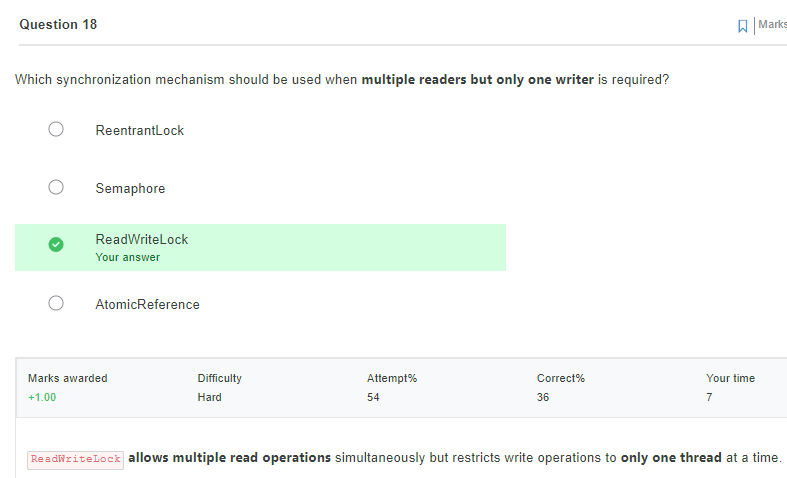 Question 18
Marks
Which synchronization mechanism should be used when multiple readers but only one writer is required?
ReentrantLock
Semaphore
ReadWriteLock
Your answer
AtomicReference
Marks awarded Difficulty Attempt% Correct% Your time
+1.00 Hard 54 36 7
ReadWriteLock allows multiple read operations simultaneously but restricts write operations to only one thread at a time.